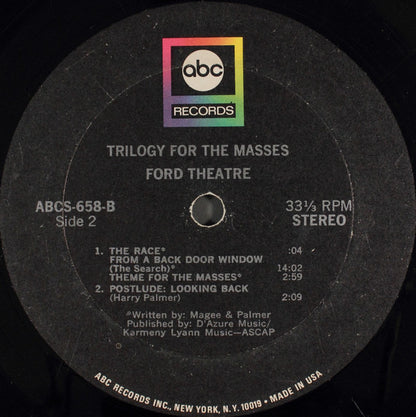 abc
RECORDS
TRILOGY FOR THE MASSES
FORD THEATRE
ABCS-658-B 33⅓ RPM
Side 2 STEREO
1. THE RACE* :04
FROM A BACK DOOR WINDOW
(The Search)* 14:02
THEME FOR THE MASSES* 2:59
2. POSTLUDE: LOOKING BACK
(Harry Palmer) 2:09
*Written by: Magee & Palmer
Published by: D'Azure Music/
Karmeny Lyann Music—ASCAP
ABC RECORDS INC., NEW YORK, N.Y. 10019 • MADE IN USA